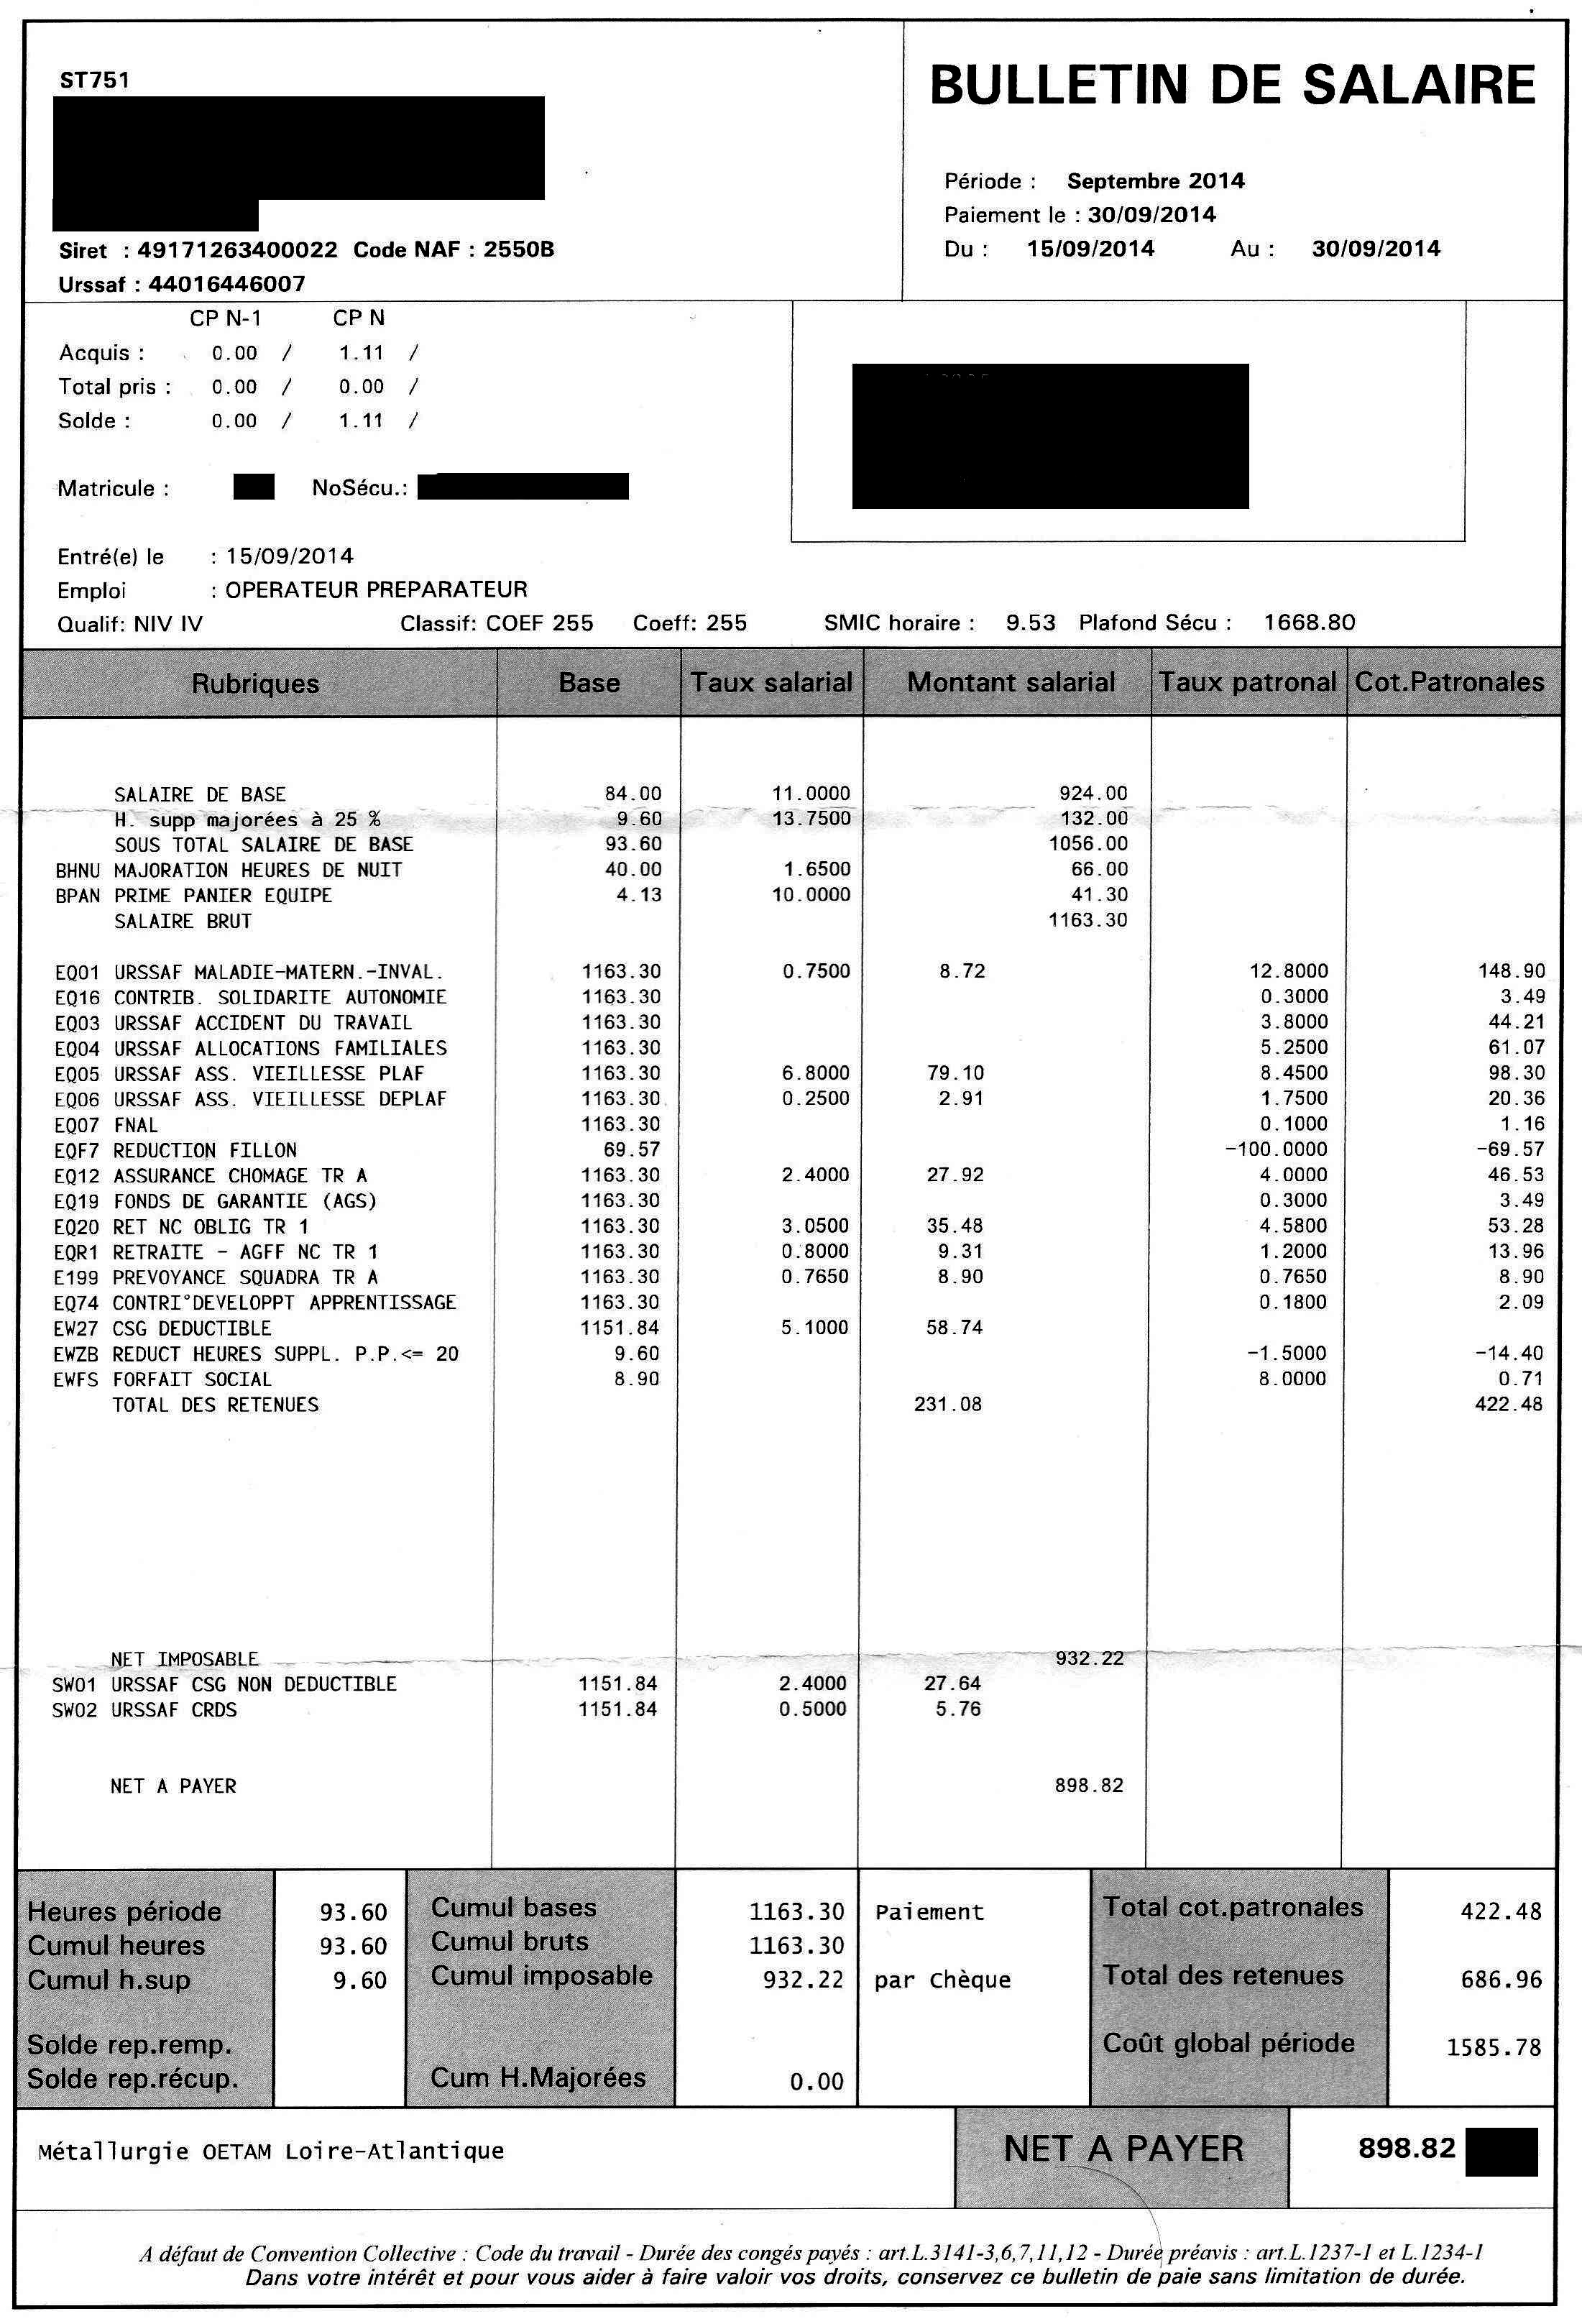 ST751
BULLETIN DE SALAIRE
Période : Septembre 2014
Paiement le : 30/09/2014
Du : 15/09/2014 Au : 30/09/2014
Siret : 49171263400022 Code NAF : 2550B
Urssaf : 44016446007
CP N-1 CP N
Acquis : 0.00 / 1.11 /
Total pris : 0.00 / 0.00 /
Solde : 0.00 / 1.11 /
Matricule : NoSécu.:
Entré(e) le : 15/09/2014
Emploi : OPERATEUR PREPARATEUR
Qualif: NIV IV Classif: COEF 255 Coeff: 255 SMIC horaire : 9.53 Plafond Sécu : 1668.80
Rubriques Base Taux salarial Montant salarial Taux patronal Cot.Patronales
SALAIRE DE BASE 84.00 11.0000 924.00
H. supp majorées à 25 % 9.60 13.7500 132.00
SOUS TOTAL SALAIRE DE BASE 93.60 1056.00
BHNU MAJORATION HEURES DE NUIT 40.00 1.6500 66.00
BPAN PRIME PANIER EQUIPE 4.13 10.0000 41.30
SALAIRE BRUT 1163.30
EQ01 URSSAF MALADIE-MATERN.-INVAL. 1163.30 0.7500 8.72 12.8000 148.90
EQ16 CONTRIB. SOLIDARITE AUTONOMIE 1163.30 0.3000 3.49
EQ03 URSSAF ACCIDENT DU TRAVAIL 1163.30 3.8000 44.21
EQ04 URSSAF ALLOCATIONS FAMILIALES 1163.30 5.2500 61.07
EQ05 URSSAF ASS. VIEILLESSE PLAF 1163.30 6.8000 79.10 8.4500 98.30
EQ06 URSSAF ASS. VIEILLESSE DEPLAF 1163.30 0.2500 2.91 1.7500 20.36
EQ07 FNAL 1163.30 0.1000 1.16
EQF7 REDUCTION FILLON 69.57 -100.0000 -69.57
EQ12 ASSURANCE CHOMAGE TR A 1163.30 2.4000 27.92 4.0000 46.53
EQ19 FONDS DE GARANTIE (AGS) 1163.30 0.3000 3.49
EQ20 RET NC OBLIG TR 1 1163.30 3.0500 35.48 4.5800 53.28
EQR1 RETRAITE - AGFF NC TR 1 1163.30 0.8000 9.31 1.2000 13.96
E199 PREVOYANCE SQUADRA TR A 1163.30 0.7650 8.90 0.7650 8.90
EQ74 CONTRI°DEVELOPPT APPRENTISSAGE 1163.30 0.1800 2.09
EW27 CSG DEDUCTIBLE 1151.84 5.1000 58.74
EWZB REDUCT HEURES SUPPL. P.P.<= 20 9.60 -1.5000 -14.40
EWFS FORFAIT SOCIAL 8.90 8.0000 0.71
TOTAL DES RETENUES 231.08 422.48
NET IMPOSABLE 932.22
SW01 URSSAF CSG NON DEDUCTIBLE 1151.84 2.4000 27.64
SW02 URSSAF CRDS 1151.84 0.5000 5.76
NET A PAYER 898.82
Heures période 93.60 Cumul bases 1163.30 Paiement Total cot.patronales 422.48
Cumul heures 93.60 Cumul bruts 1163.30
Cumul h.sup 9.60 Cumul imposable 932.22 par Chèque Total des retenues 686.96
Solde rep.remp. Coût global période 1585.78
Solde rep.récup. Cum H.Majorées 0.00
Métallurgie OETAM Loire-Atlantique NET A PAYER 898.82
A défaut de Convention Collective : Code du travail - Durée des congés payés : art.L.3141-3,6,7,11,12 - Durée préavis : art.L.1237-1 et L.1234-1
Dans votre intérêt et pour vous aider à faire valoir vos droits, conservez ce bulletin de paie sans limitation de durée.